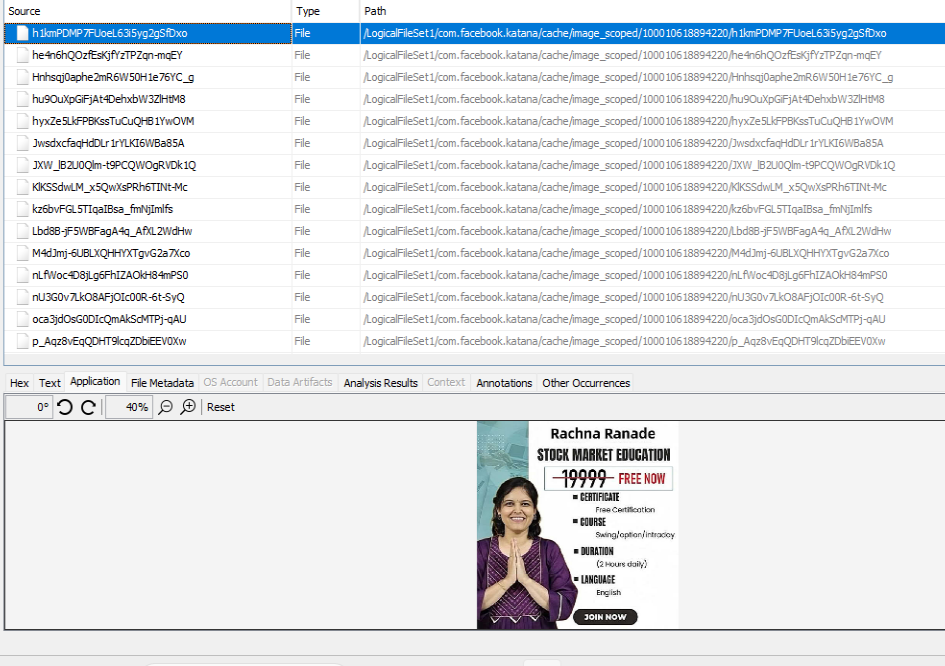 Source Type Path
h1kmPDMP7FUoeL63i5yg2gSfDxo File /LogicalFileSet1/com.facebook.katana/cache/image_scoped/100010618894220/h1kmPDMP7FUoeL63i5yg2gSfDxo
he4n6hQOzfEsKjfYzTPZqn-mqEY File /LogicalFileSet1/com.facebook.katana/cache/image_scoped/100010618894220/he4n6hQOzfEsKjfYzTPZqn-mqEY
Hnhsqj0aphe2mR6W50H1e76YC_g File /LogicalFileSet1/com.facebook.katana/cache/image_scoped/100010618894220/Hnhsqj0aphe2mR6W50H1e76YC_g
hu9OuXpGiFjAt4DehxbW3ZlHtM8 File /LogicalFileSet1/com.facebook.katana/cache/image_scoped/100010618894220/hu9OuXpGiFjAt4DehxbW3ZlHtM8
hyxZe5LkFPBKssTuCuQHB1YwOVM File /LogicalFileSet1/com.facebook.katana/cache/image_scoped/100010618894220/hyxZe5LkFPBKssTuCuQHB1YwOVM
JwsdxcfaqHdDLr1rYLKI6WBa85A File /LogicalFileSet1/com.facebook.katana/cache/image_scoped/100010618894220/JwsdxcfaqHdDLr1rYLKI6WBa85A
JXW_lB2U0Qlm-t9PCQWOgRVDk1Q File /LogicalFileSet1/com.facebook.katana/cache/image_scoped/100010618894220/JXW_lB2U0Qlm-t9PCQWOgRVDk1Q
KlKSSdwLM_x5QwXsPRh6TINt-Mc File /LogicalFileSet1/com.facebook.katana/cache/image_scoped/100010618894220/KlKSSdwLM_x5QwXsPRh6TINt-Mc
kz6bvFGL5TIqaIBsa_fmNjImlfs File /LogicalFileSet1/com.facebook.katana/cache/image_scoped/100010618894220/kz6bvFGL5TIqaIBsa_fmNjImlfs
Lbd8B-jF5WBFagA4q_AfXL2WdHw File /LogicalFileSet1/com.facebook.katana/cache/image_scoped/100010618894220/Lbd8B-jF5WBFagA4q_AfXL2WdHw
M4dJmj-6UBLXQHHYXTgvG2a7Xco File /LogicalFileSet1/com.facebook.katana/cache/image_scoped/100010618894220/M4dJmj-6UBLXQHHYXTgvG2a7Xco
nLfWoc4D8jLg6FhIZAOkH84mPS0 File /LogicalFileSet1/com.facebook.katana/cache/image_scoped/100010618894220/nLfWoc4D8jLg6FhIZAOkH84mPS0
nU3G0v7LkO8AFjOIc00R-6t-SyQ File /LogicalFileSet1/com.facebook.katana/cache/image_scoped/100010618894220/nU3G0v7LkO8AFjOIc00R-6t-SyQ
oca3jdOsG0DIcQmAkScMTPj-qAU File /LogicalFileSet1/com.facebook.katana/cache/image_scoped/100010618894220/oca3jdOsG0DIcQmAkScMTPj-qAU
p_Aqz8vEqQDHT9lcqZDbiEEV0Xw File /LogicalFileSet1/com.facebook.katana/cache/image_scoped/100010618894220/p_Aqz8vEqQDHT9lcqZDbiEEV0Xw
Hex Text Application File Metadata OS Account Data Artifacts Analysis Results Context Annotations Other Occurrences
0° 40% Reset
Rachna Ranade
STOCK MARKET EDUCATION
19999 FREE NOW
CERTIFICATE
Free Certification
COURSE
Swing/option/intraday
DURATION
(2 Hours daily)
LANGUAGE
English
JOIN NOW